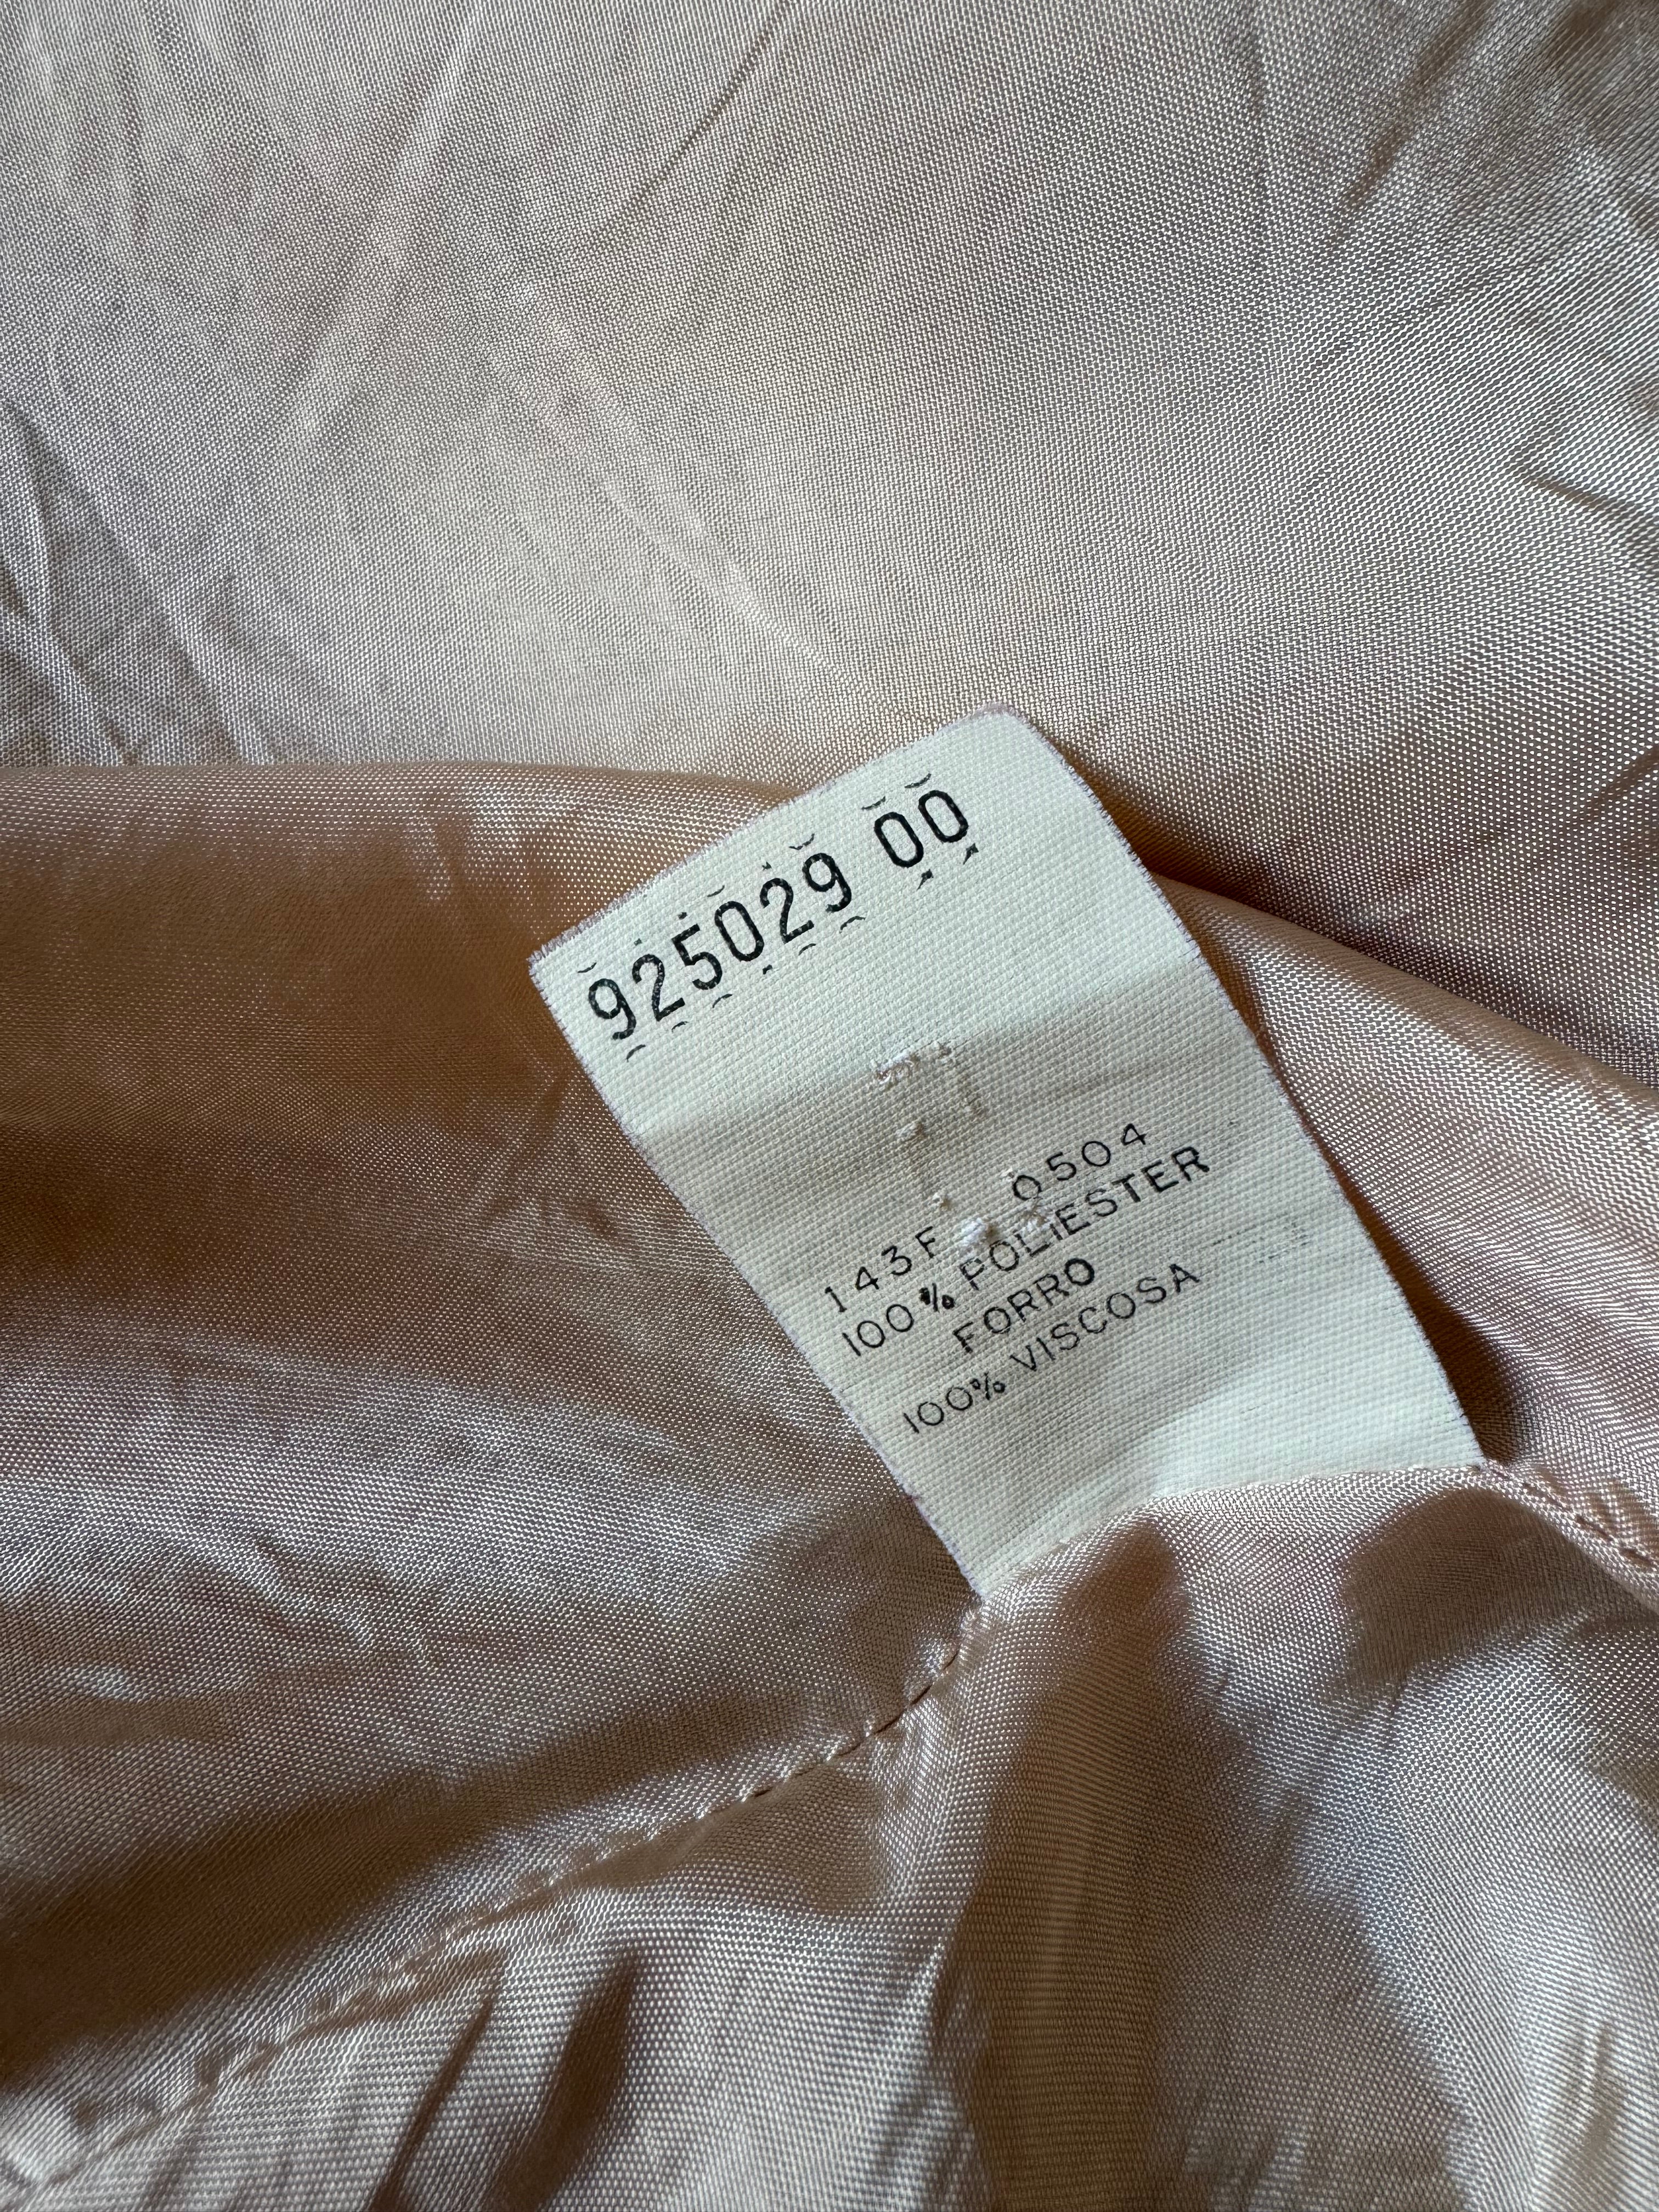 925029 00
143F 0504
100% POLIESTER
FORRO
100% VISCOSA